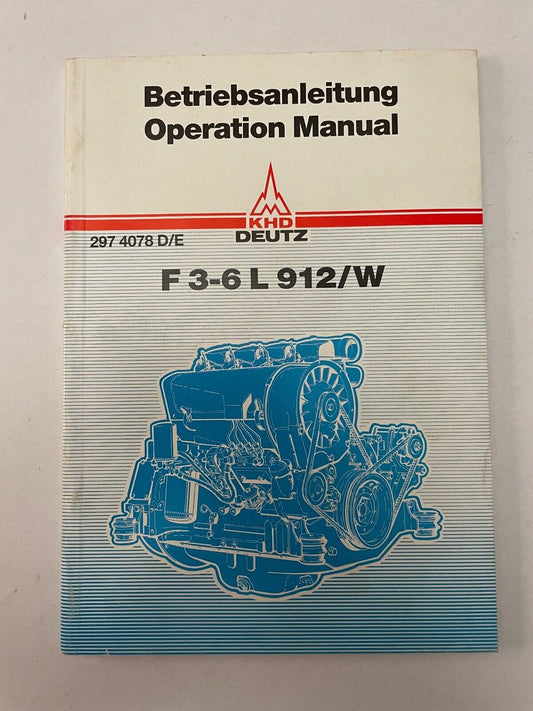 Betriebsanleitung
Operation Manual
KHD
DEUTZ
297 4078 D/E
F 3-6 L 912/W